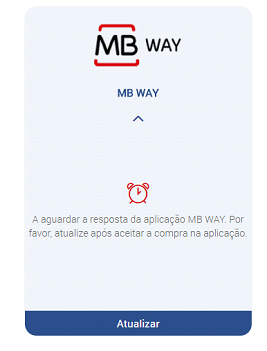 MB WAY
MB WAY
A aguardar a resposta da aplicação MB WAY. Por
favor, atualize após aceitar a compra na aplicação.
Atualizar